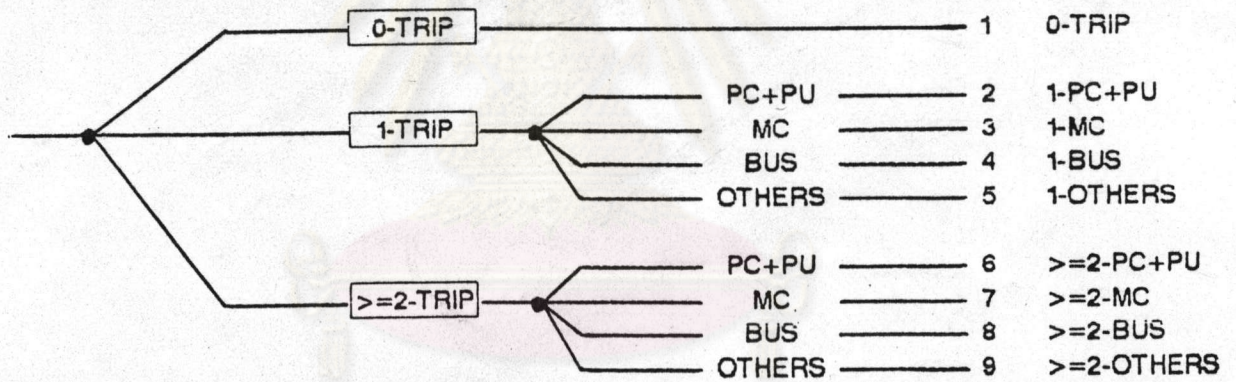 0-TRIP 1 0-TRIP
PC+PU 2 1-PC+PU
1-TRIP MC 3 1-MC
BUS 4 1-BUS
OTHERS 5 1-OTHERS
PC+PU 6 >=2-PC+PU
>=2-TRIP MC 7 >=2-MC
BUS 8 >=2-BUS
OTHERS 9 >=2-OTHERS